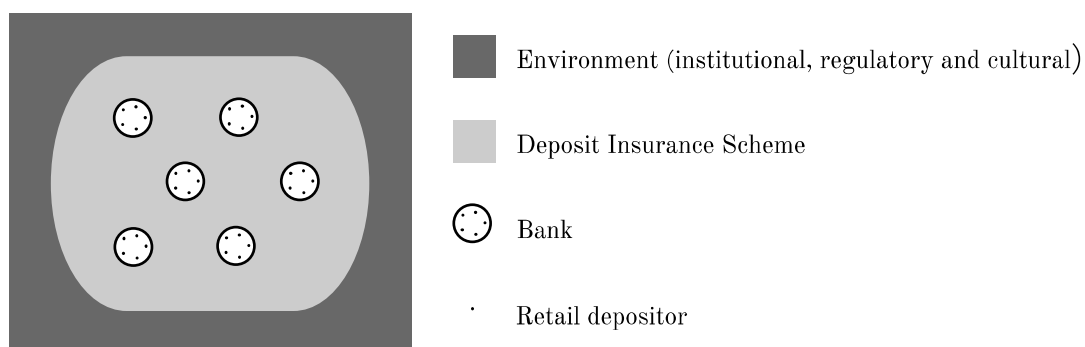 Environment (institutional, regulatory and cultural)
Deposit Insurance Scheme
Bank
Retail depositor